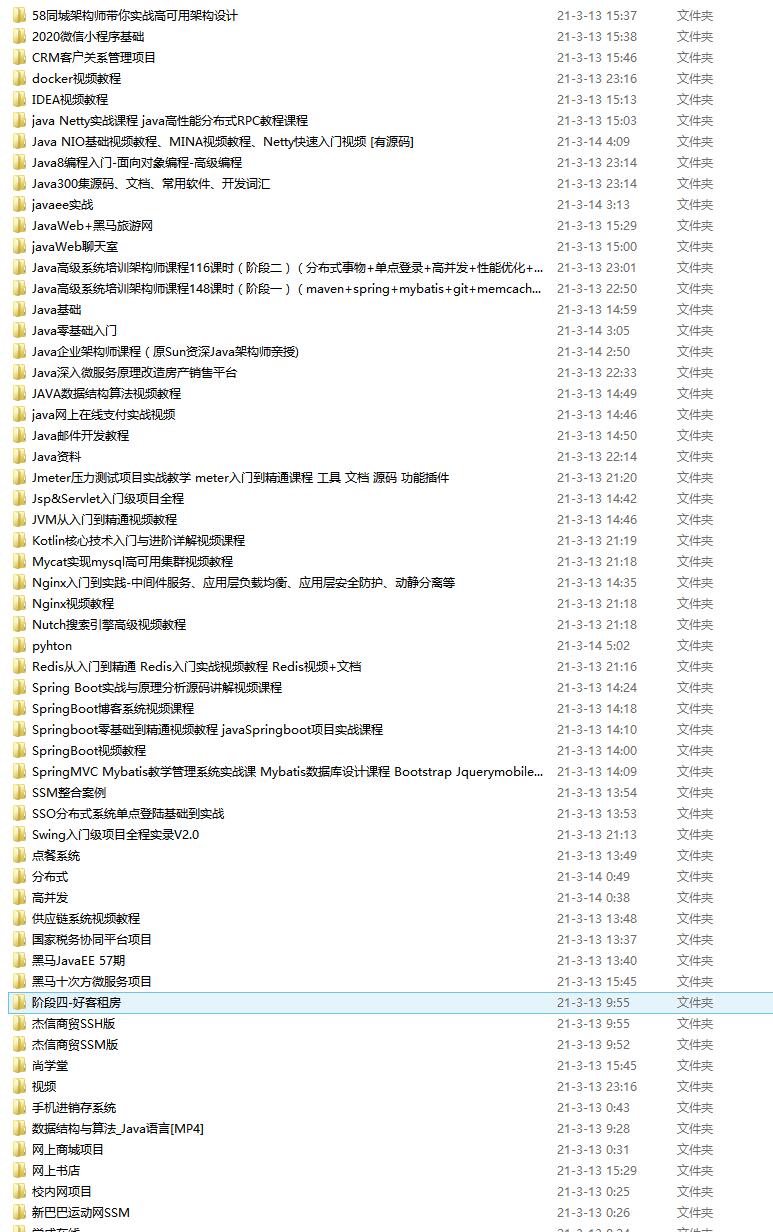 58同城架构师带你实战高可用架构设计 21-3-13 15:37 文件夹
2020微信小程序基础 21-3-13 15:38 文件夹
CRM客户关系管理项目 21-3-13 15:46 文件夹
docker视频教程 21-3-13 23:16 文件夹
IDEA视频教程 21-3-13 15:13 文件夹
java Netty实战课程 java高性能分布式RPC教程课程 21-3-13 15:03 文件夹
Java NIO基础视频教程、MINA视频教程、Netty快速入门视频 [有源码] 21-3-14 4:09 文件夹
Java8编程入门-面向对象编程-高级编程 21-3-13 23:14 文件夹
Java300集源码、文档、常用软件、开发词汇 21-3-13 23:14 文件夹
javaee实战 21-3-14 3:13 文件夹
JavaWeb+黑马旅游网 21-3-13 15:29 文件夹
javaWeb聊天室 21-3-13 15:00 文件夹
Java高级系统培训架构师课程116课时（阶段二）（分布式事物+单点登录+高并发+性能优化+... 21-3-13 23:01 文件夹
Java高级系统培训架构师课程148课时（阶段一）（maven+spring+mybatis+git+memcach... 21-3-13 22:50 文件夹
Java基础 21-3-13 14:59 文件夹
Java零基础入门 21-3-14 3:05 文件夹
Java企业架构师课程（原Sun资深Java架构师亲授) 21-3-14 2:50 文件夹
Java深入微服务原理改造房产销售平台 21-3-13 22:33 文件夹
JAVA数据结构算法视频教程 21-3-13 14:49 文件夹
java网上在线支付实战视频 21-3-13 14:46 文件夹
Java邮件开发教程 21-3-13 14:50 文件夹
Java资料 21-3-13 22:14 文件夹
Jmeter压力测试项目实战教学 meter入门到精通课程 工具 文档 源码 功能插件 21-3-13 21:20 文件夹
Jsp&Servlet入门级项目全程 21-3-13 14:42 文件夹
JVM从入门到精通视频教程 21-3-13 14:46 文件夹
Kotlin核心技术入门与进阶详解视频课程 21-3-13 21:19 文件夹
Mycat实现mysql高可用集群视频教程 21-3-13 21:18 文件夹
Nginx入门到实践-中间件服务、应用层负载均衡、应用层安全防护、动静分离等 21-3-13 14:35 文件夹
Nginx视频教程 21-3-13 21:18 文件夹
Nutch搜索引擎高级视频教程 21-3-13 21:18 文件夹
pyhton 21-3-14 5:02 文件夹
Redis从入门到精通 Redis入门实战视频教程 Redis视频+文档 21-3-13 21:16 文件夹
Spring Boot实战与原理分析源码讲解视频课程 21-3-13 14:24 文件夹
SpringBoot博客系统视频课程 21-3-13 14:18 文件夹
Springboot零基础到精通视频教程 javaSpringboot项目实战课程 21-3-13 14:10 文件夹
SpringBoot视频教程 21-3-13 14:00 文件夹
SpringMVC Mybatis教学管理系统实战课 Mybatis数据库设计课程 Bootstrap Jquerymobile... 21-3-13 14:09 文件夹
SSM整合案例 21-3-13 13:54 文件夹
SSO分布式系统单点登陆基础到实战 21-3-13 13:53 文件夹
Swing入门级项目全程实录V2.0 21-3-13 21:13 文件夹
点餐系统 21-3-13 13:49 文件夹
分布式 21-3-14 0:49 文件夹
高并发 21-3-14 0:38 文件夹
供应链系统视频教程 21-3-13 13:48 文件夹
国家税务协同平台项目 21-3-13 13:37 文件夹
黑马JavaEE 57期 21-3-13 13:40 文件夹
黑马十次方微服务项目 21-3-13 15:45 文件夹
阶段四-好客租房 21-3-13 9:55 文件夹
杰信商贸SSH版 21-3-13 9:55 文件夹
杰信商贸SSM版 21-3-13 9:52 文件夹
尚学堂 21-3-13 15:45 文件夹
视频 21-3-13 23:16 文件夹
手机进销存系统 21-3-13 0:43 文件夹
数据结构与算法_Java语言[MP4] 21-3-13 9:28 文件夹
网上商城项目 21-3-13 0:31 文件夹
网上书店 21-3-13 15:29 文件夹
校内网项目 21-3-13 0:25 文件夹
新巴巴运动网SSM 21-3-13 0:26 文件夹